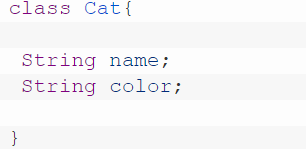 class Cat{
String name;
String color;
}